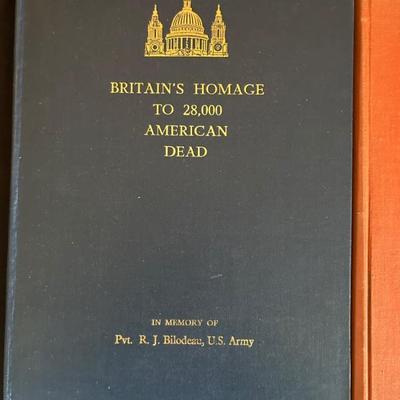 BRITAIN'S HOMAGE
TO 28,000
AMERICAN
DEAD
IN MEMORY OF
Pvt. R. J. Bilodeau, U.S. Army